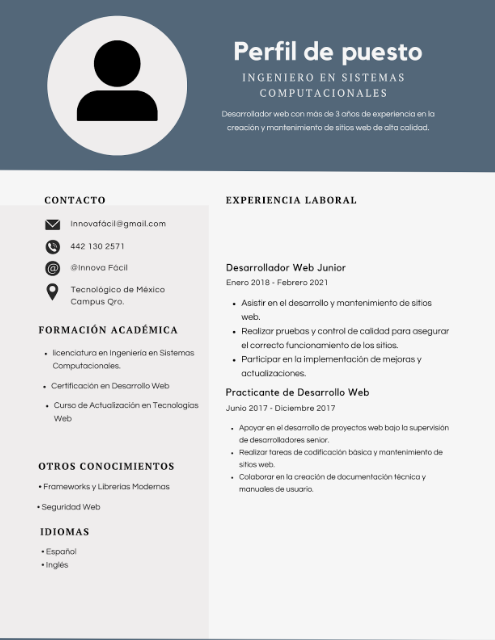 Perfil de puesto
INGENIERO EN SISTEMAS
COMPUTACIONALES
Desarrollador web con más de 3 años de experiencia en la
creación y mantenimiento de sitios web de alta calidad.
CONTACTO
Innovafácil@gmail.com
442 130 2571
@Innova Fácil
Tecnológico de México
Campus Qro.
FORMACIÓN ACADÉMICA
• licenciatura en Ingeniería en Sistemas
Computacionales.
• Certificación en Desarrollo Web
• Curso de Actualización en Tecnologías
Web
OTROS CONOCIMIENTOS
• Frameworks y Librerías Modernas
• Seguridad Web
IDIOMAS
• Español
• Inglés
EXPERIENCIA LABORAL
Desarrollador Web Junior
Enero 2018 - Febrero 2021
• Asistir en el desarrollo y mantenimiento de sitios
web.
• Realizar pruebas y control de calidad para asegurar
el correcto funcionamiento de los sitios.
• Participar en la implementación de mejoras y
actualizaciones.
Practicante de Desarrollo Web
Junio 2017 - Diciembre 2017
• Apoyar en el desarrollo de proyectos web bajo la supervisión
de desarrolladores senior.
• Realizar tareas de codificación básica y mantenimiento de
sitios web.
• Colaborar en la creación de documentación técnica y
manuales de usuario.